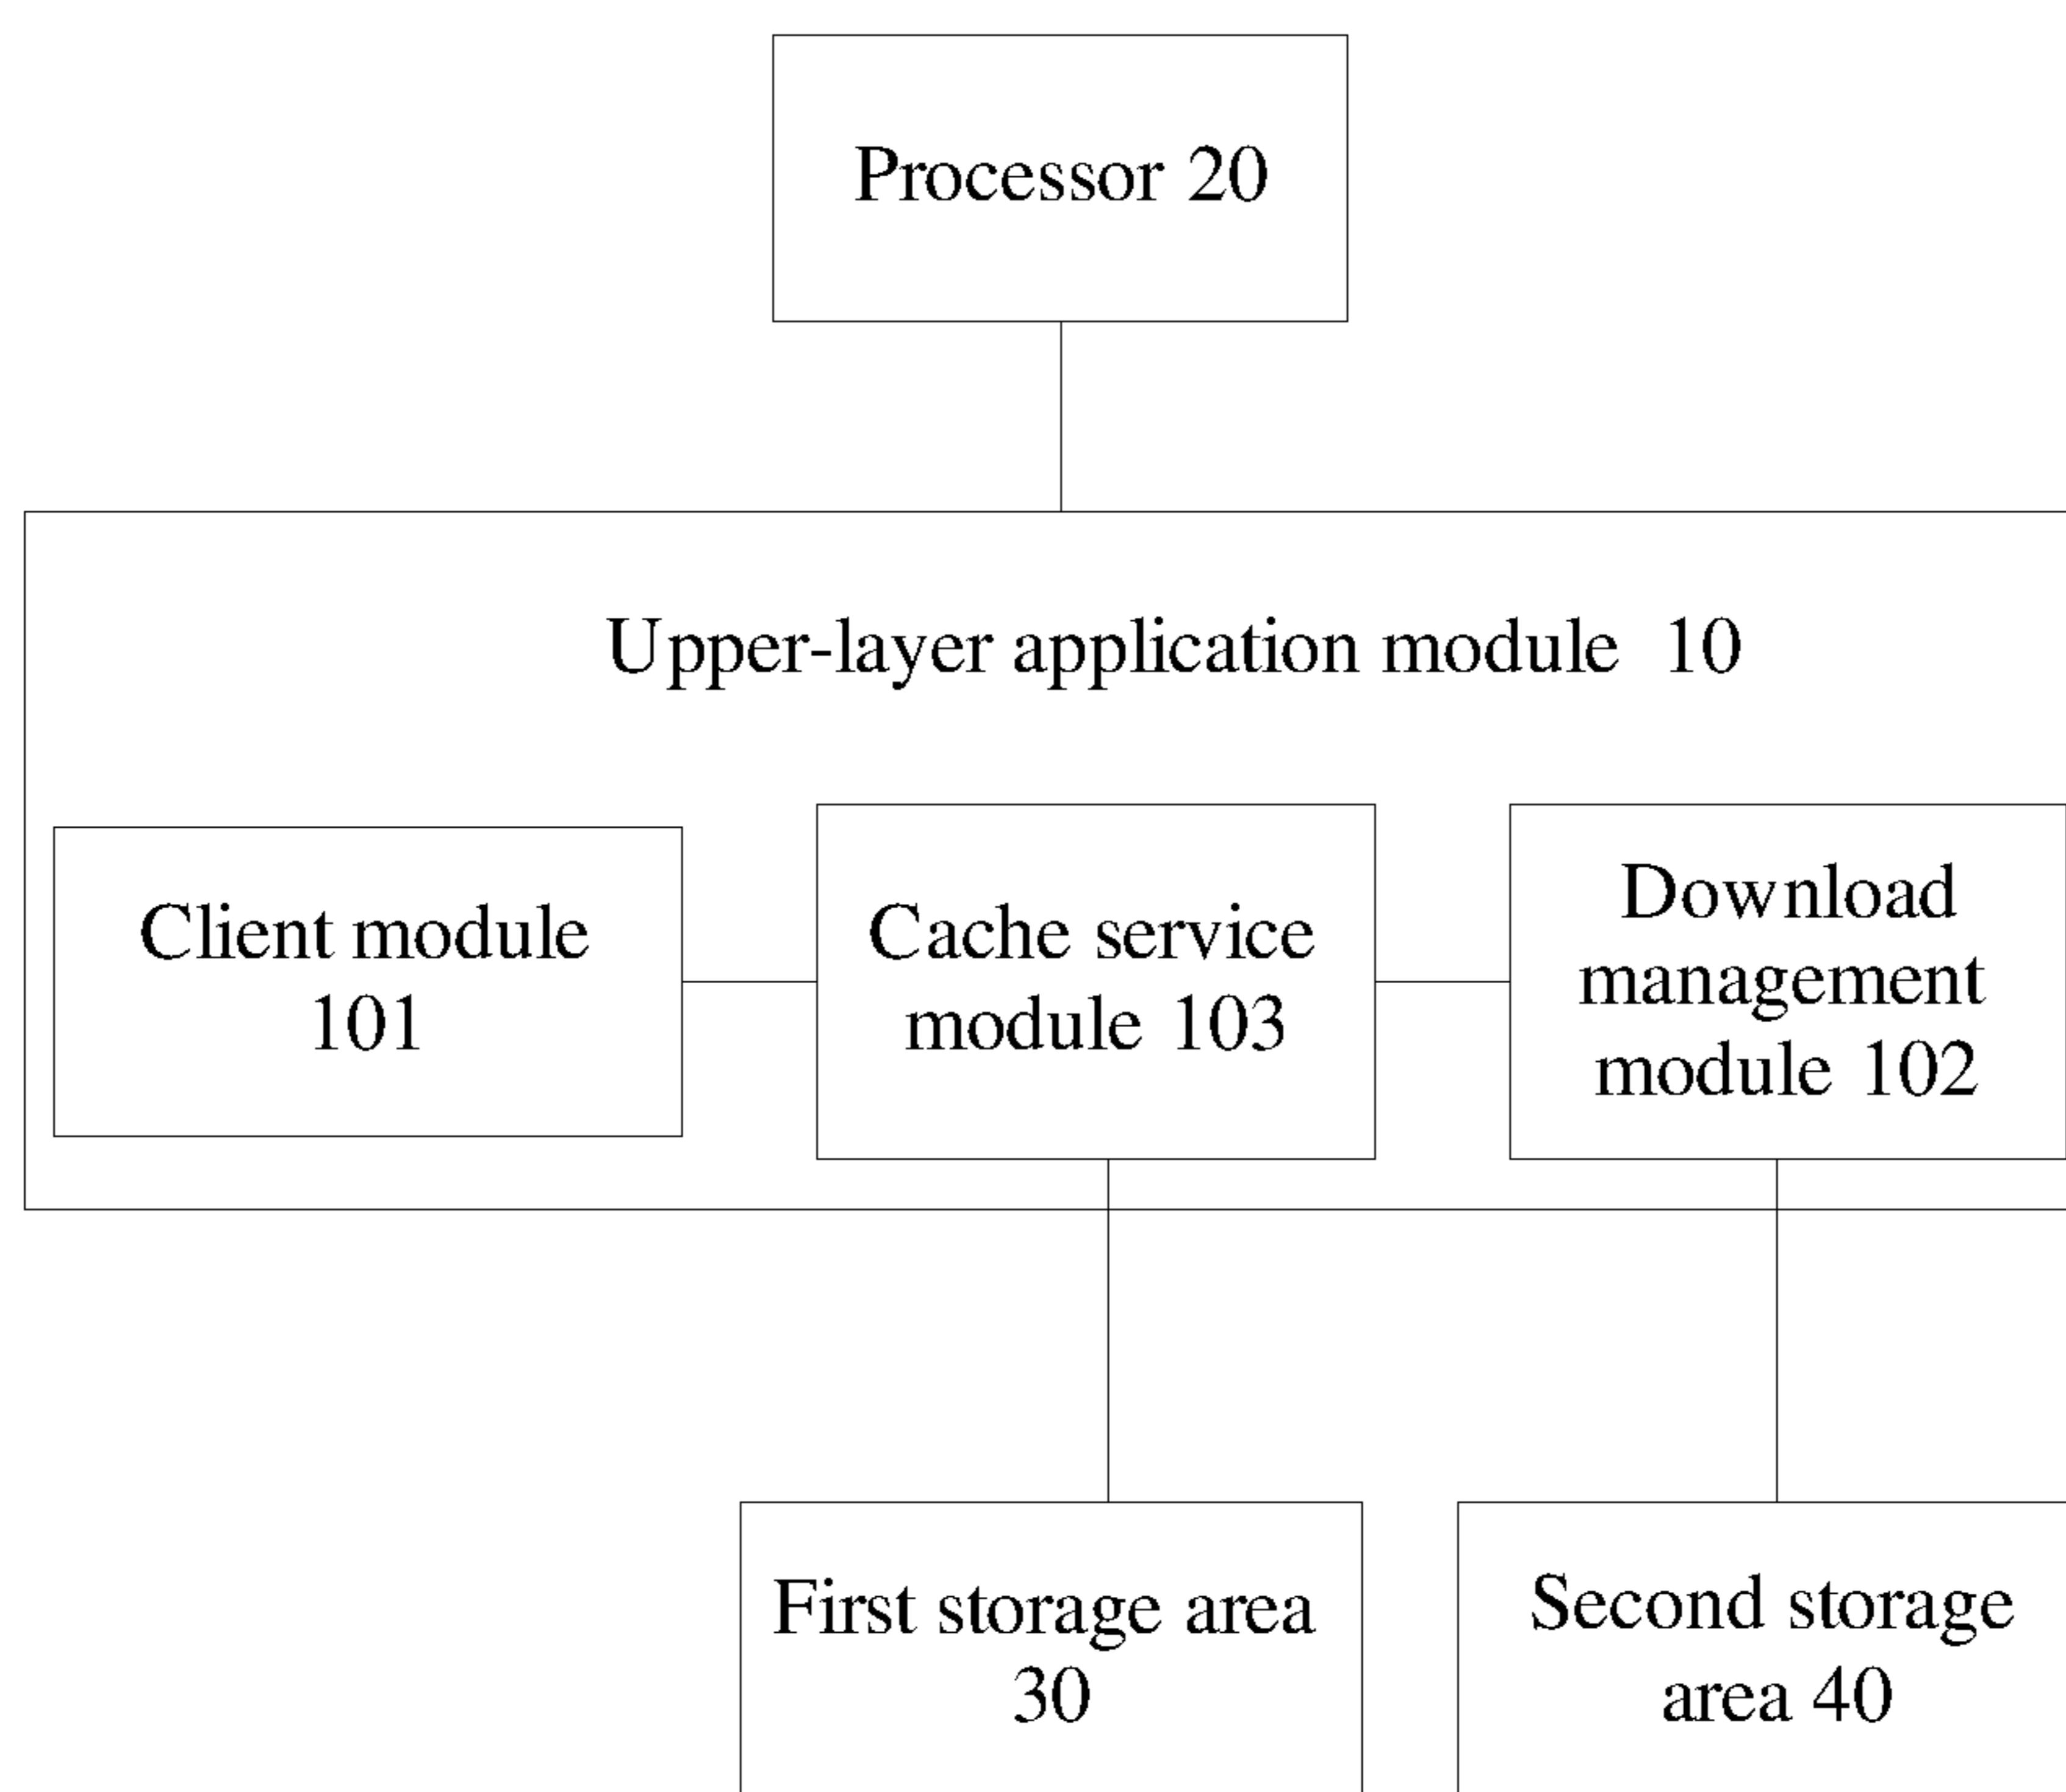 Processor 20
Upper-layer application module 10
Client module
101
Cache service
module 103
Download
management
module 102
First storage area
30
Second storage
area 40